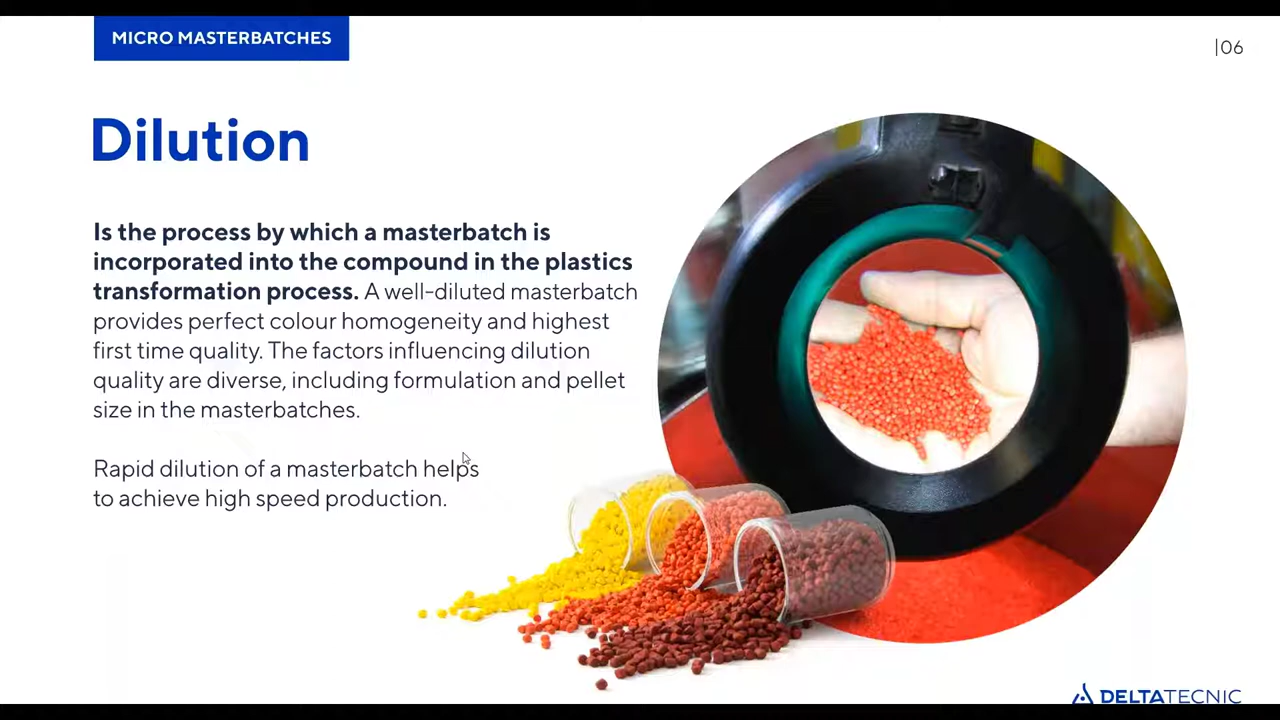 MICRO MASTERBATCHES
|06
Dilution
Is the process by which a masterbatch is
incorporated into the compound in the plastics
transformation process. A well-diluted masterbatch
provides perfect colour homogeneity and highest
first time quality. The factors influencing dilution
quality are diverse, including formulation and pellet
size in the masterbatches.
Rapid dilution of a masterbatch helps
to achieve high speed production.
DELTATECNIC